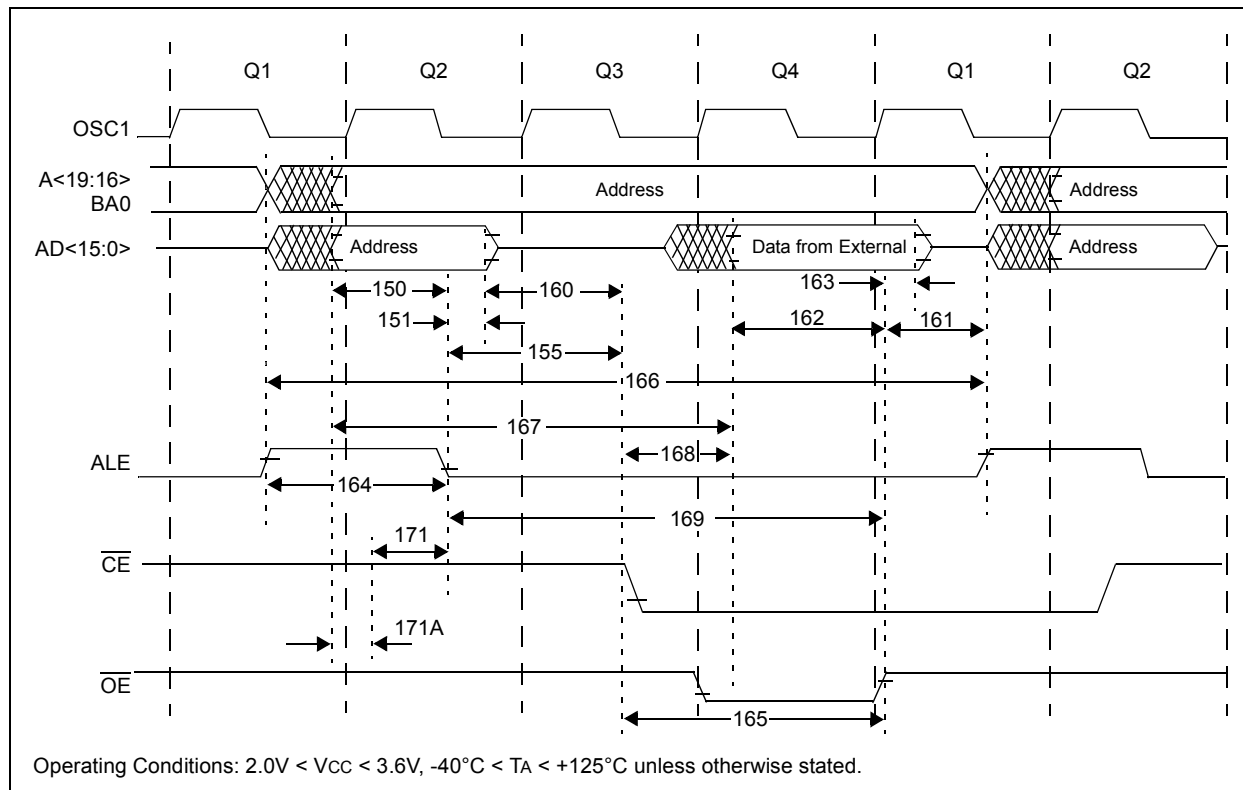 Q1 Q2 Q3 Q4 Q1 Q2
OSC1
A<19:16>
BA0
Address
Address
AD<15:0>
Address
Data from External
Address
150
160
163
151
162
161
155
166
167
168
ALE
164
169
171
CE
171A
OE
165
Operating Conditions: 2.0V < VCC < 3.6V, -40°C < TA < +125°C unless otherwise stated.